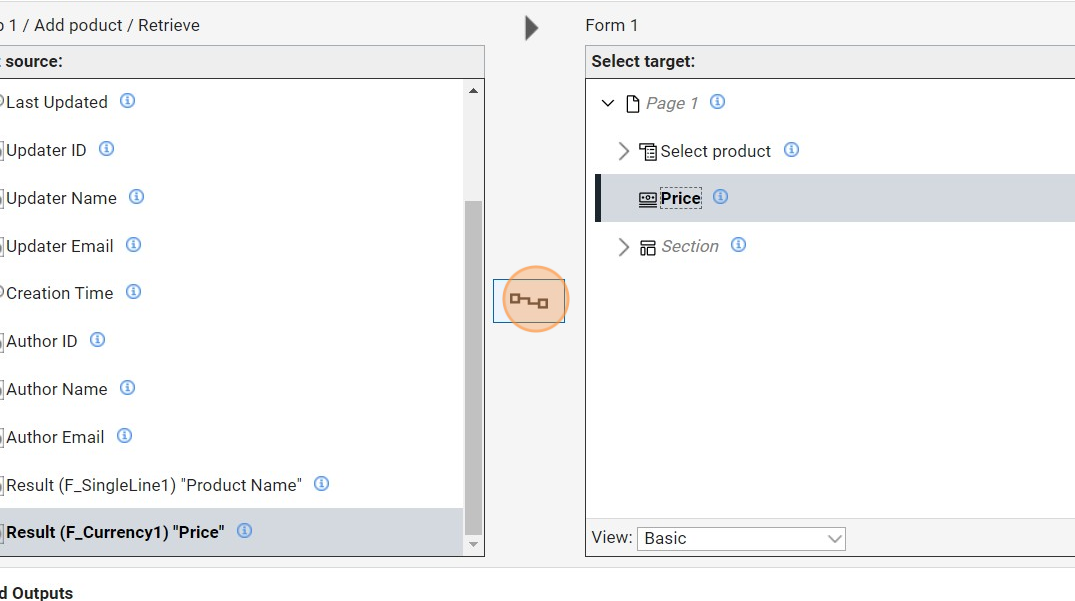 1 / Add poduct / Retrieve
source:
Last Updated
Updater ID
Updater Name
Updater Email
Creation Time
Author ID
Author Name
Author Email
Result (F_SingleLine1) "Product Name"
Result (F_Currency1) "Price"
d Outputs
Form 1
Select target:
Page 1
Select product
Price
Section
View: Basic